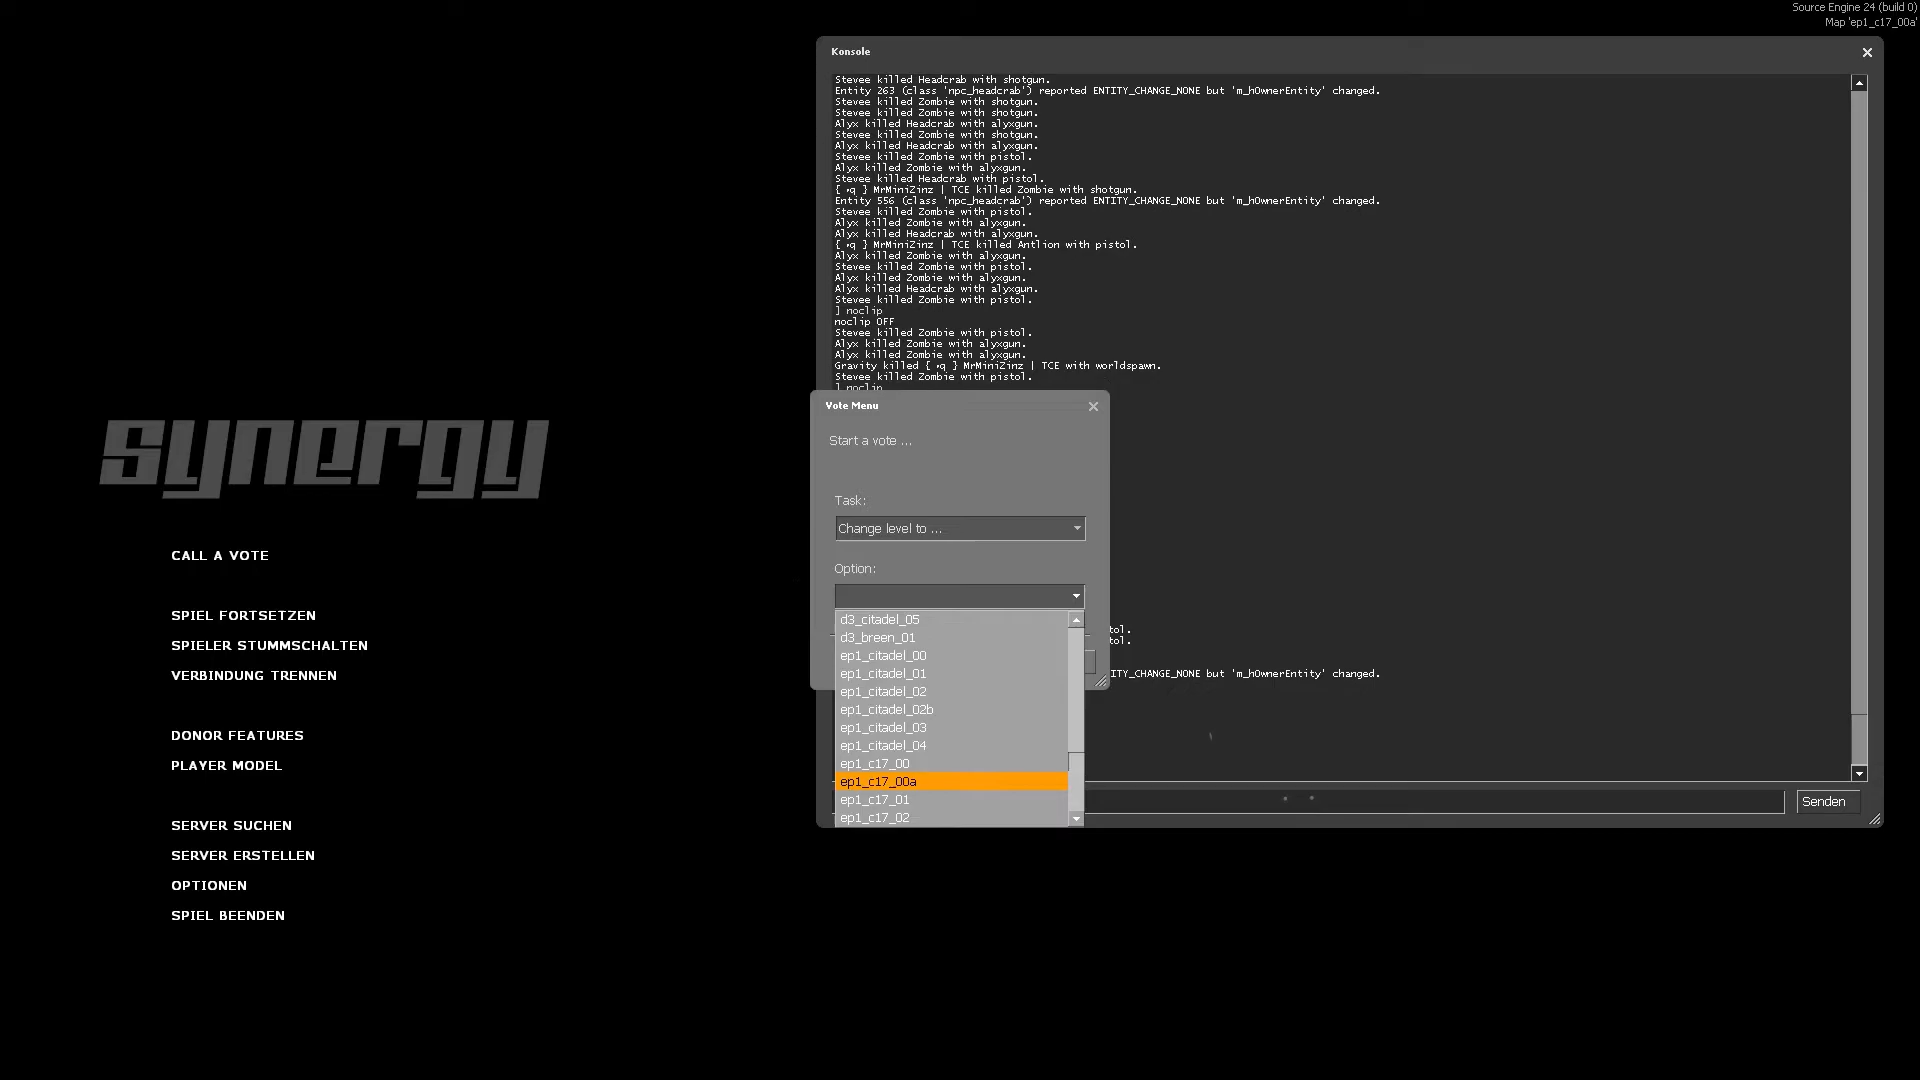 Source Engine 24 (build 0)
Map 'ep1_c17_00a'
Konsole
Stevee killed Headcrab with shotgun.
Entity 263 (class 'npc_headcrab') reported ENTITY_CHANGE_NONE but 'm_hOwnerEntity' changed.
Stevee killed Zombie with shotgun.
Stevee killed Zombie with shotgun.
Alyx killed Headcrab with alyxgun.
Stevee killed Zombie with shotgun.
Alyx killed Headcrab with alyxgun.
Stevee killed Zombie with pistol.
Alyx killed Zombie with alyxgun.
Stevee killed Headcrab with pistol.
{ •q } MrMiniZinz | TCE killed Zombie with shotgun.
Entity 556 (class 'npc_headcrab') reported ENTITY_CHANGE_NONE but 'm_hOwnerEntity' changed.
Stevee killed Zombie with pistol.
Alyx killed Zombie with alyxgun.
Alyx killed Headcrab with alyxgun.
{ •q } MrMiniZinz | TCE killed Antlion with pistol.
Alyx killed Zombie with alyxgun.
Stevee killed Zombie with pistol.
Alyx killed Zombie with alyxgun.
Alyx killed Headcrab with alyxgun.
Stevee killed Zombie with pistol.
] noclip
noclip OFF
Stevee killed Zombie with pistol.
Alyx killed Zombie with alyxgun.
Alyx killed Zombie with alyxgun.
Gravity killed { •q } MrMiniZinz | TCE with worldspawn.
Stevee killed Zombie with pistol.
] noclip
tol.
tol.
ITY_CHANGE_NONE but 'm_hOwnerEntity' changed.
Senden
Vote Menu
Start a vote ...
Task:
Change level to ...
Option:
d3_citadel_05
d3_breen_01
ep1_citadel_00
ep1_citadel_01
ep1_citadel_02
ep1_citadel_02b
ep1_citadel_03
ep1_citadel_04
ep1_c17_00
ep1_c17_00a
ep1_c17_01
ep1_c17_02
synergy
CALL A VOTE
SPIEL FORTSETZEN
SPIELER STUMMSCHALTEN
VERBINDUNG TRENNEN
DONOR FEATURES
PLAYER MODEL
SERVER SUCHEN
SERVER ERSTELLEN
OPTIONEN
SPIEL BEENDEN